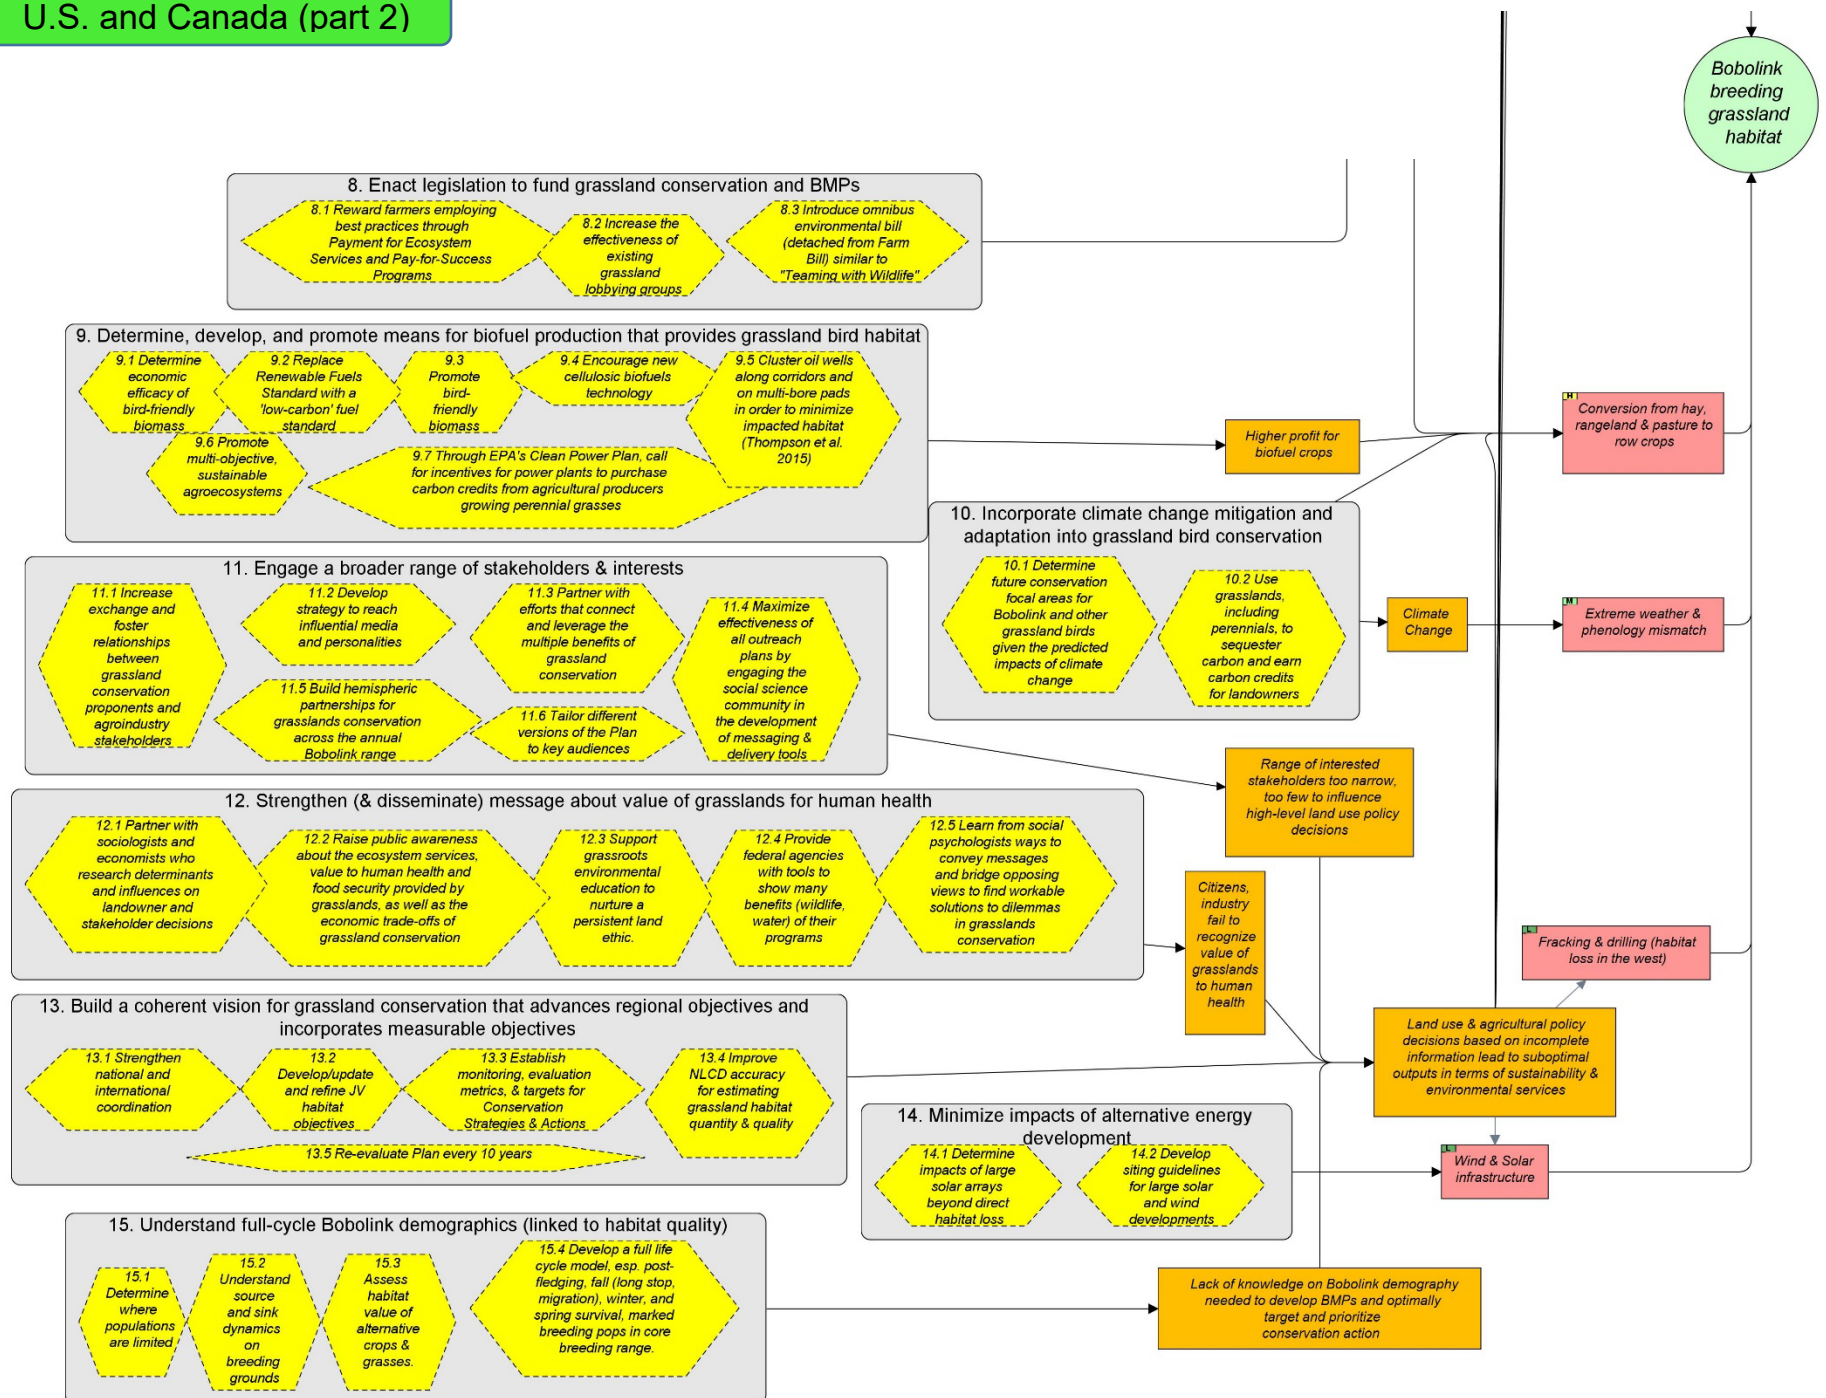 U.S. and Canada (part 2)
Bobolink
breeding
grassland
habitat
8. Enact legislation to fund grassland conservation and BMPs
8.1 Reward farmers employing
best practices through
Payment for Ecosystem
Services and Pay-for-Success
Programs
8.2 Increase the
effectiveness of
existing
grassland
lobbying groups
8.3 Introduce omnibus
environmental bill
(detached from Farm
Bill) similar to
"Teaming with Wildlife"
9. Determine, develop, and promote means for biofuel production that provides grassland bird habitat
9.1 Determine
economic
efficacy of
bird-friendly
biomass
9.2 Replace
Renewable Fuels
Standard with a
'low-carbon' fuel
standard
9.3
Promote
bird-
friendly
biomass
9.4 Encourage new
cellulosic biofuels
technology
9.5 Cluster oil wells
along corridors and
on multi-bore pads
in order to minimize
impacted habitat
(Thompson et al.
2015)
9.6 Promote
multi-objective,
sustainable
agroecosystems
9.7 Through EPA's Clean Power Plan, call
for incentives for power plants to purchase
carbon credits from agricultural producers
growing perennial grasses
Higher profit for
biofuel crops
H
Conversion from hay,
rangeland & pasture to
row crops
10. Incorporate climate change mitigation and
adaptation into grassland bird conservation
10.1 Determine
future conservation
focal areas for
Bobolink and other
grassland birds
given the predicted
impacts of climate
change
10.2 Use
grasslands,
including
perennials, to
sequester
carbon and earn
carbon credits
for landowners
Climate
Change
M
Extreme weather &
phenology mismatch
11. Engage a broader range of stakeholders & interests
11.1 Increase
exchange and
foster
relationships
between
grassland
conservation
proponents and
agroindustry
stakeholders
11.2 Develop
strategy to reach
influential media
and personalities
11.3 Partner with
efforts that connect
and leverage the
multiple benefits of
grassland
conservation
11.4 Maximize
effectiveness of
all outreach
plans by
engaging the
social science
community in
the development
of messaging &
delivery tools
11.5 Build hemispheric
partnerships for
grasslands conservation
across the annual
Bobolink range
11.6 Tailor different
versions of the Plan
to key audiences
Range of interested
stakeholders too narrow,
too few to influence
high-level land use policy
decisions
12. Strengthen (& disseminate) message about value of grasslands for human health
12.1 Partner with
sociologists and
economists who
research determinants
and influences on
landowner and
stakeholder decisions
12.2 Raise public awareness
about the ecosystem services,
value to human health and
food security provided by
grasslands, as well as the
economic trade-offs of
grassland conservation
12.3 Support
grassroots
environmental
education to
nurture a
persistent land
ethic.
12.4 Provide
federal agencies
with tools to
show many
benefits (wildlife,
water) of their
programs
12.5 Learn from social
psychologists ways to
convey messages
and bridge opposing
views to find workable
solutions to dilemmas
in grasslands
conservation
Citizens,
industry
fail to
recognize
value of
grasslands
to human
health
L
Fracking & drilling (habitat
loss in the west)
13. Build a coherent vision for grassland conservation that advances regional objectives and
incorporates measurable objectives
13.1 Strengthen
national and
international
coordination
13.2
Develop/update
and refine JV
habitat
objectives
13.3 Establish
monitoring, evaluation
metrics, & targets for
Conservation
Strategies & Actions
13.4 Improve
NLCD accuracy
for estimating
grassland habitat
quantity & quality
13.5 Re-evaluate Plan every 10 years
Land use & agricultural policy
decisions based on incomplete
information lead to suboptimal
outputs in terms of sustainability &
environmental services
14. Minimize impacts of alternative energy
development
14.1 Determine
impacts of large
solar arrays
beyond direct
habitat loss
14.2 Develop
siting guidelines
for large solar
and wind
developments
L
Wind & Solar
infrastructure
15. Understand full-cycle Bobolink demographics (linked to habitat quality)
15.1
Determine
where
populations
are limited
15.2
Understand
source
and sink
dynamics
on
breeding
grounds
15.3
Assess
habitat
value of
alternative
crops &
grasses.
15.4 Develop a full life
cycle model, esp. post-
fledging, fall (long stop,
migration), winter, and
spring survival, marked
breeding pops in core
breeding range.
Lack of knowledge on Bobolink demography
needed to develop BMPs and optimally
target and prioritize
conservation action